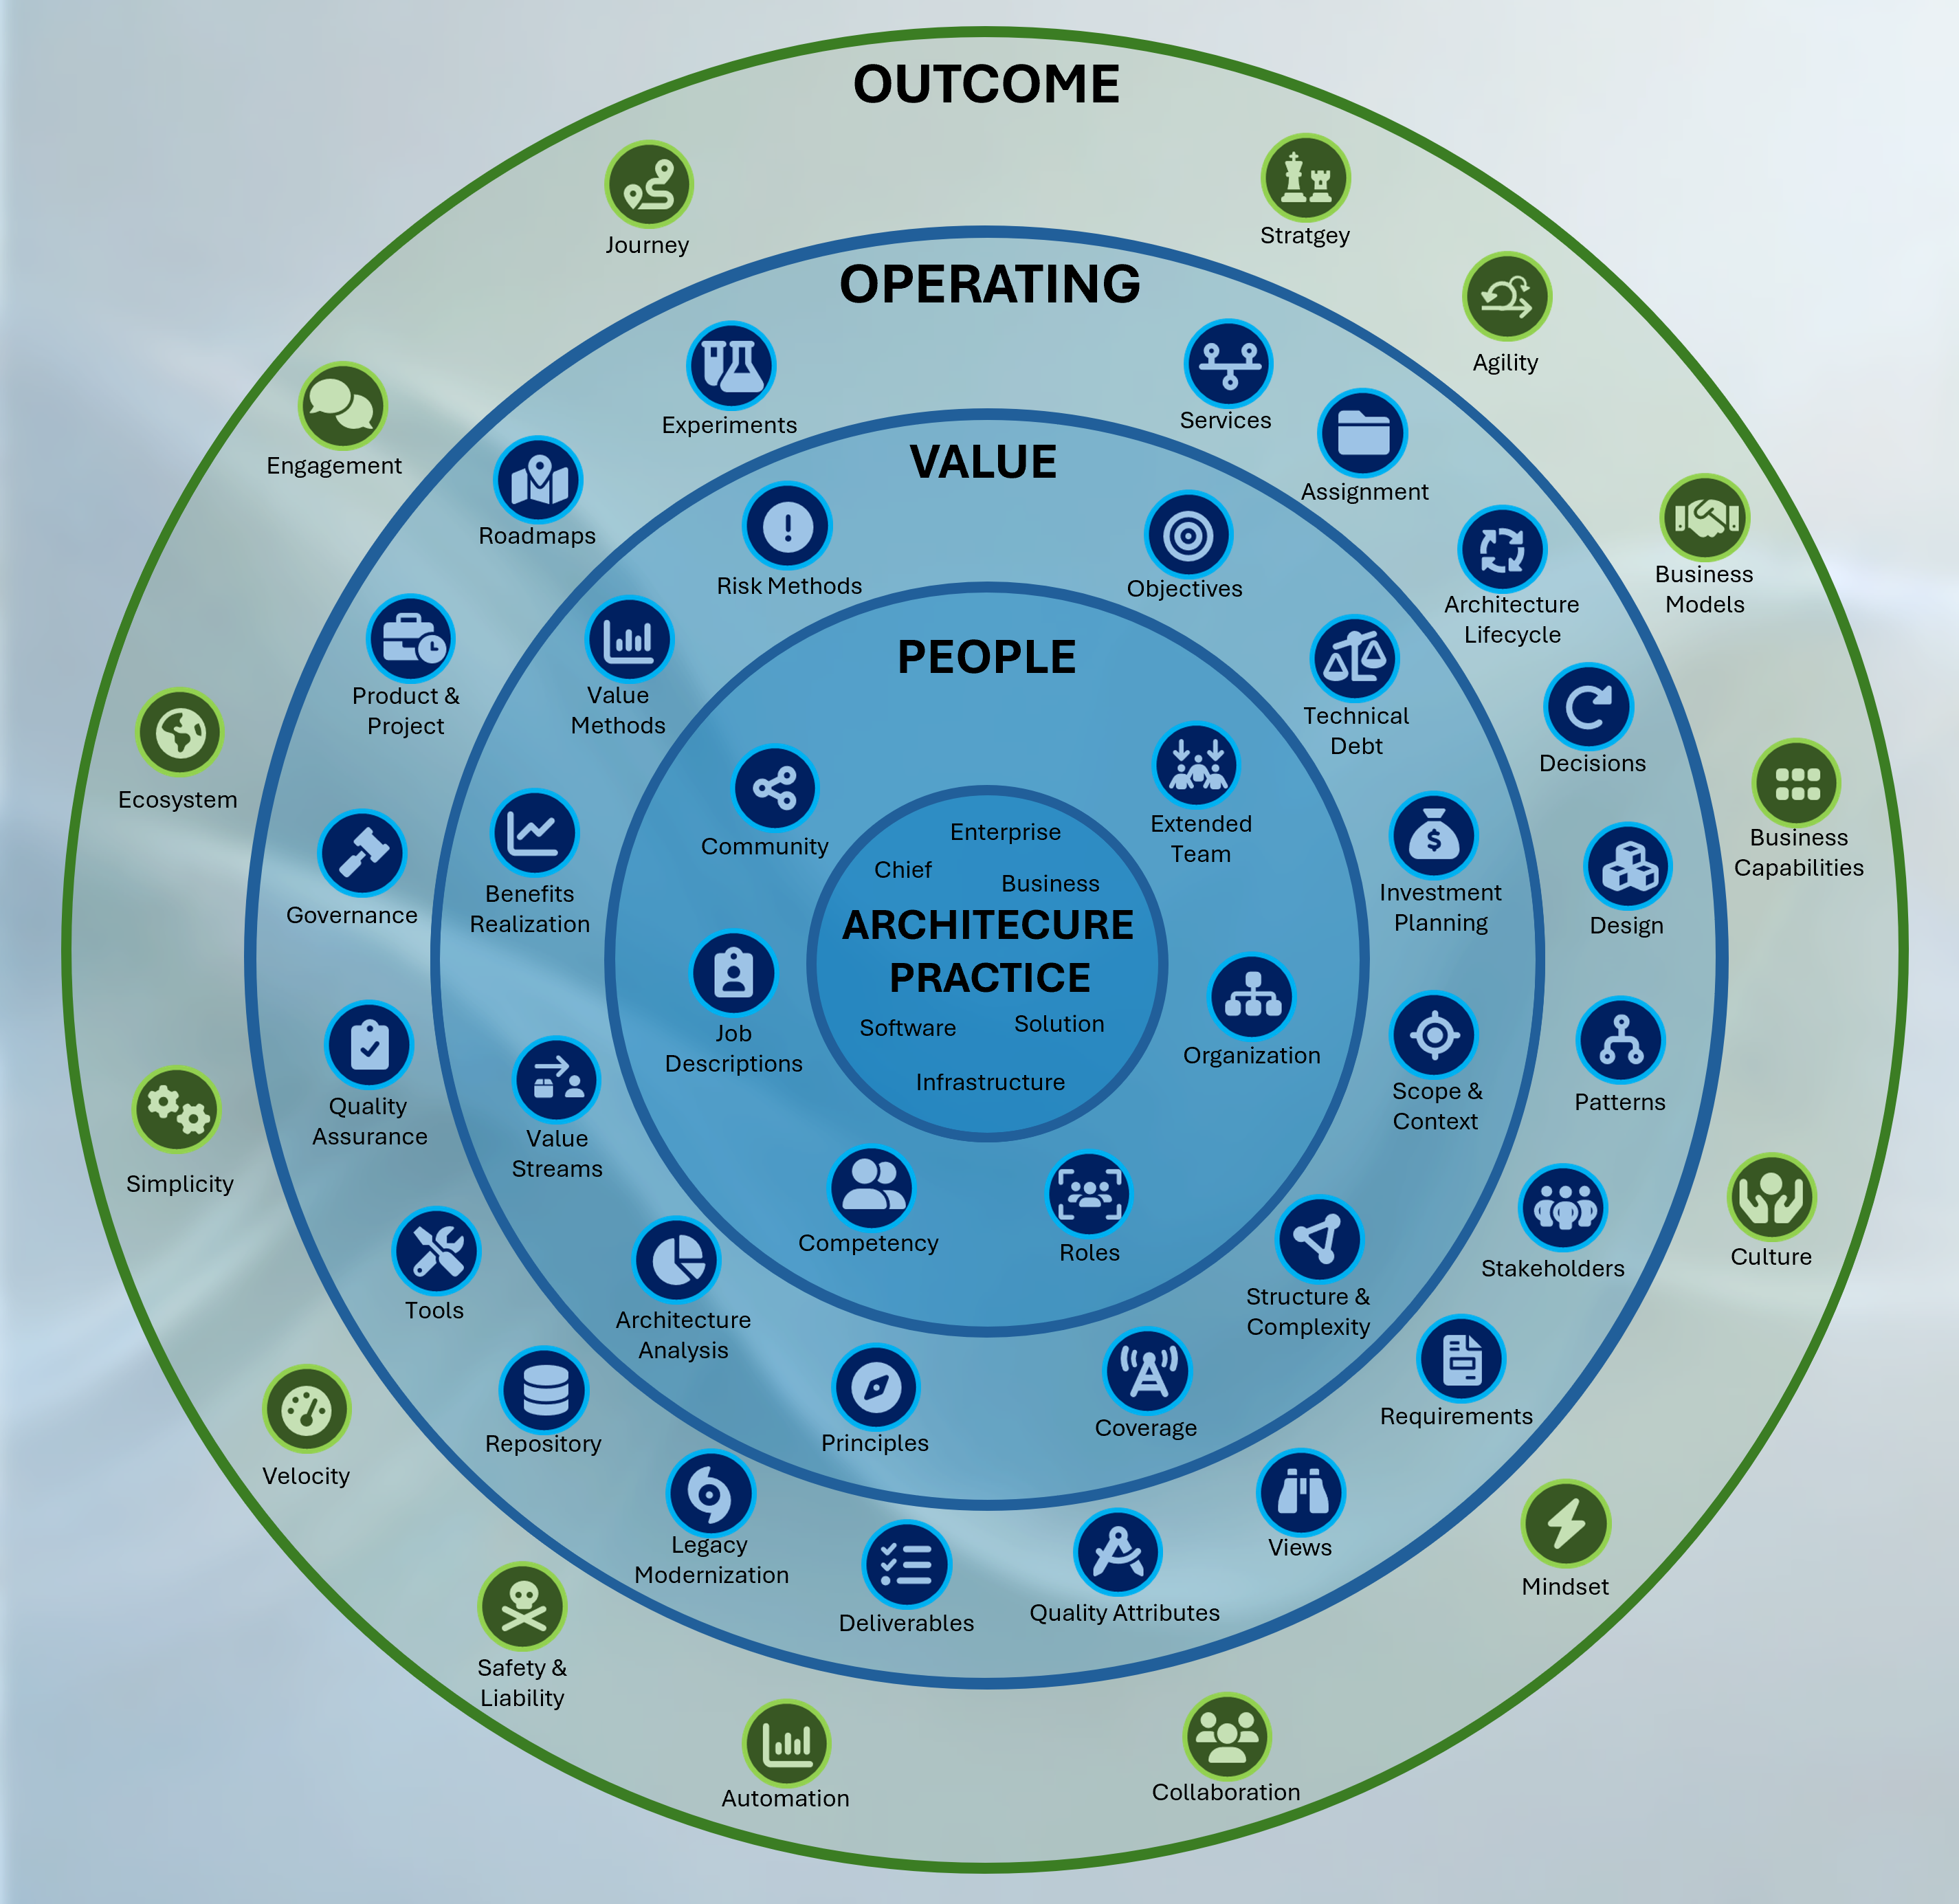 OUTCOME
Journey
Stratgey
Agility
Engagement
Business
Models
Ecosystem
Business
Capabilities
Simplicity
Culture
Velocity
Mindset
Safety &
Liability
Automation
Collaboration
OPERATING
Experiments
Services
Roadmaps
Assignment
Product &
Project
Architecture
Lifecycle
Governance
Decisions
Quality
Assurance
Design
Tools
Patterns
Repository
Stakeholders
Legacy
Modernization
Requirements
Deliverables
Quality Attributes
Views
VALUE
Risk Methods
Objectives
Value
Methods
Technical
Debt
Benefits
Realization
Investment
Planning
Value
Streams
Scope &
Context
Architecture
Analysis
Structure &
Complexity
Principles
Coverage
PEOPLE
Community
Extended
Team
Job
Descriptions
Organization
Competency
Roles
Enterprise
Chief
Business
ARCHITECURE
PRACTICE
Software
Solution
Infrastructure